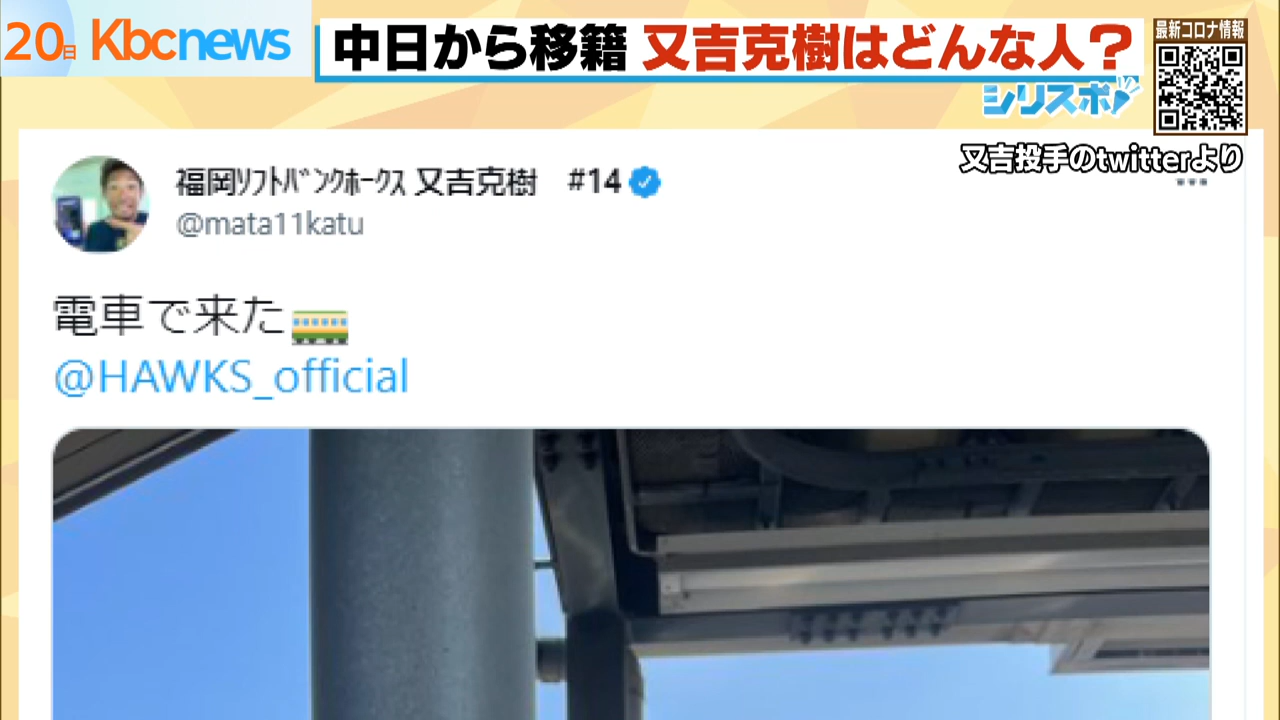 20日 Kbcnews
中日から移籍 又吉克樹はどんな人？
最新コロナ情報
シリスポ!
又吉投手のtwitterより
福岡ｿﾌﾄﾊﾞﾝｸﾎｰｸｽ 又吉克樹 #14
@mata11katu
電車で来た
@HAWKS_official